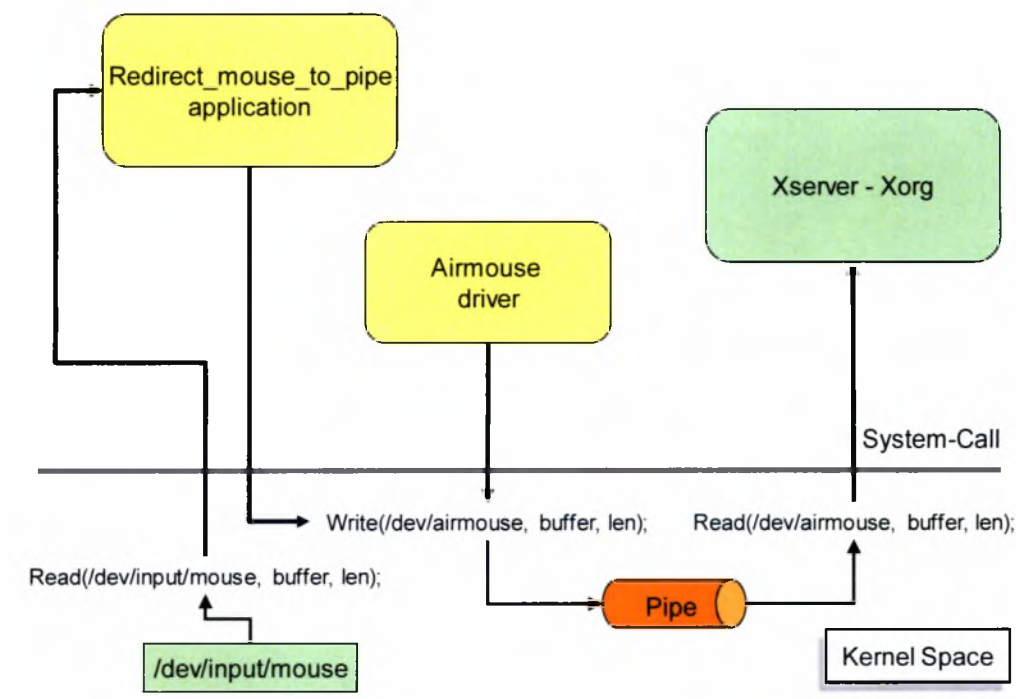 Redirect_mouse_to_pipe
application
Xserver - Xorg
Airmouse
driver
System-Call
Write(/dev/airmouse, buffer, len);
Read(/dev/airmouse, buffer, len);
Read(/dev/input/mouse, buffer, len);
Pipe
/dev/input/mouse
Kernel Space